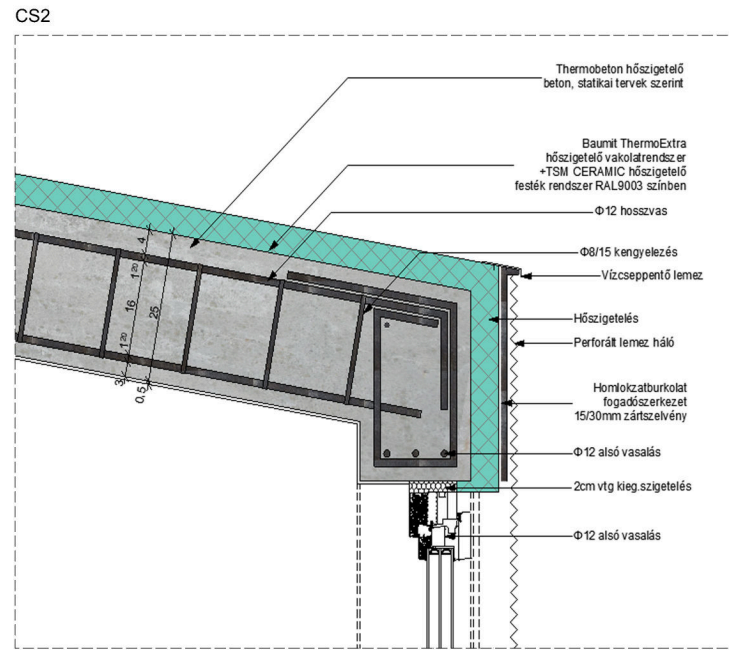 CS2
Thermobeton hőszigetelő
beton, statikai tervek szerint
Baumit ThermoExtra
hőszigetelő vakolatrendszer
+TSM CERAMIC hőszigetelő
festék rendszer RAL9003 színben
Φ12 hosszvas
Φ8/15 kengyelezés
Vízcseppentő lemez
Hőszigetelés
Perforált lemez háló
Homlokzatburkolat
fogadószerkezet
15/30mm zártszelvény
Φ12 alsó vasalás
2cm vtg kieg.szigetelés
Φ12 alsó vasalás
4
1²⁰
16
25
1²⁰
3
0,5